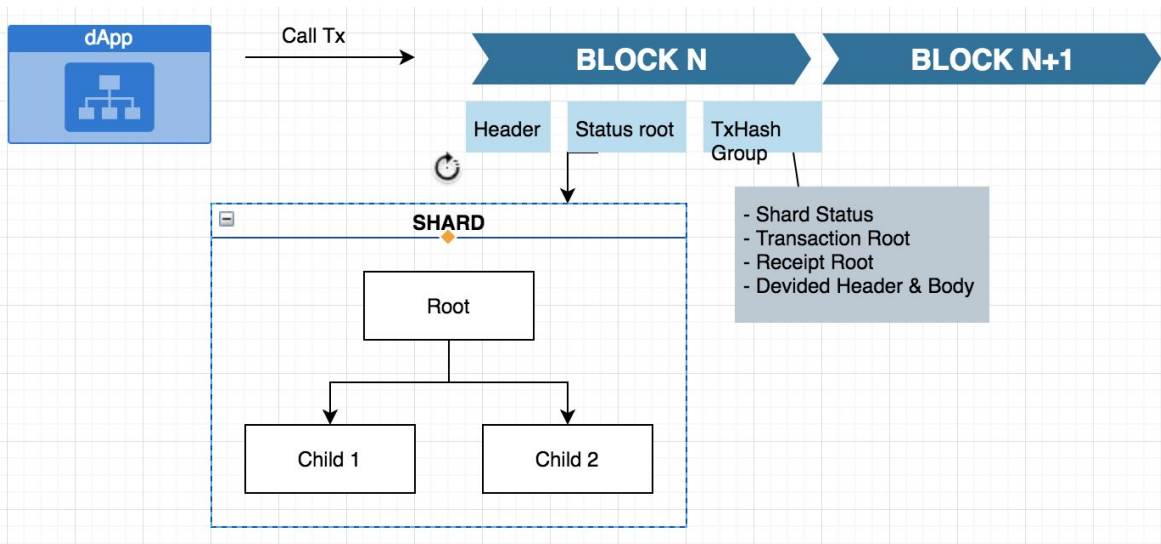 dApp
Call Tx
BLOCK N
BLOCK N+1
Header
Status root
TxHash
Group
- Shard Status
- Transaction Root
- Receipt Root
- Devided Header & Body
SHARD
Root
Child 1
Child 2